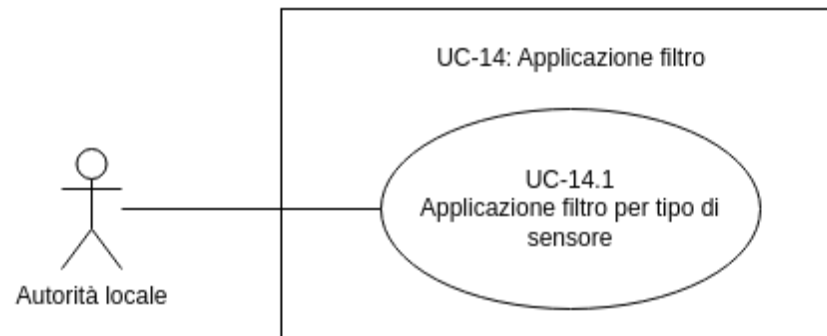 UC-14: Applicazione filtro
UC-14.1
Applicazione filtro per tipo di
sensore
Autorità locale